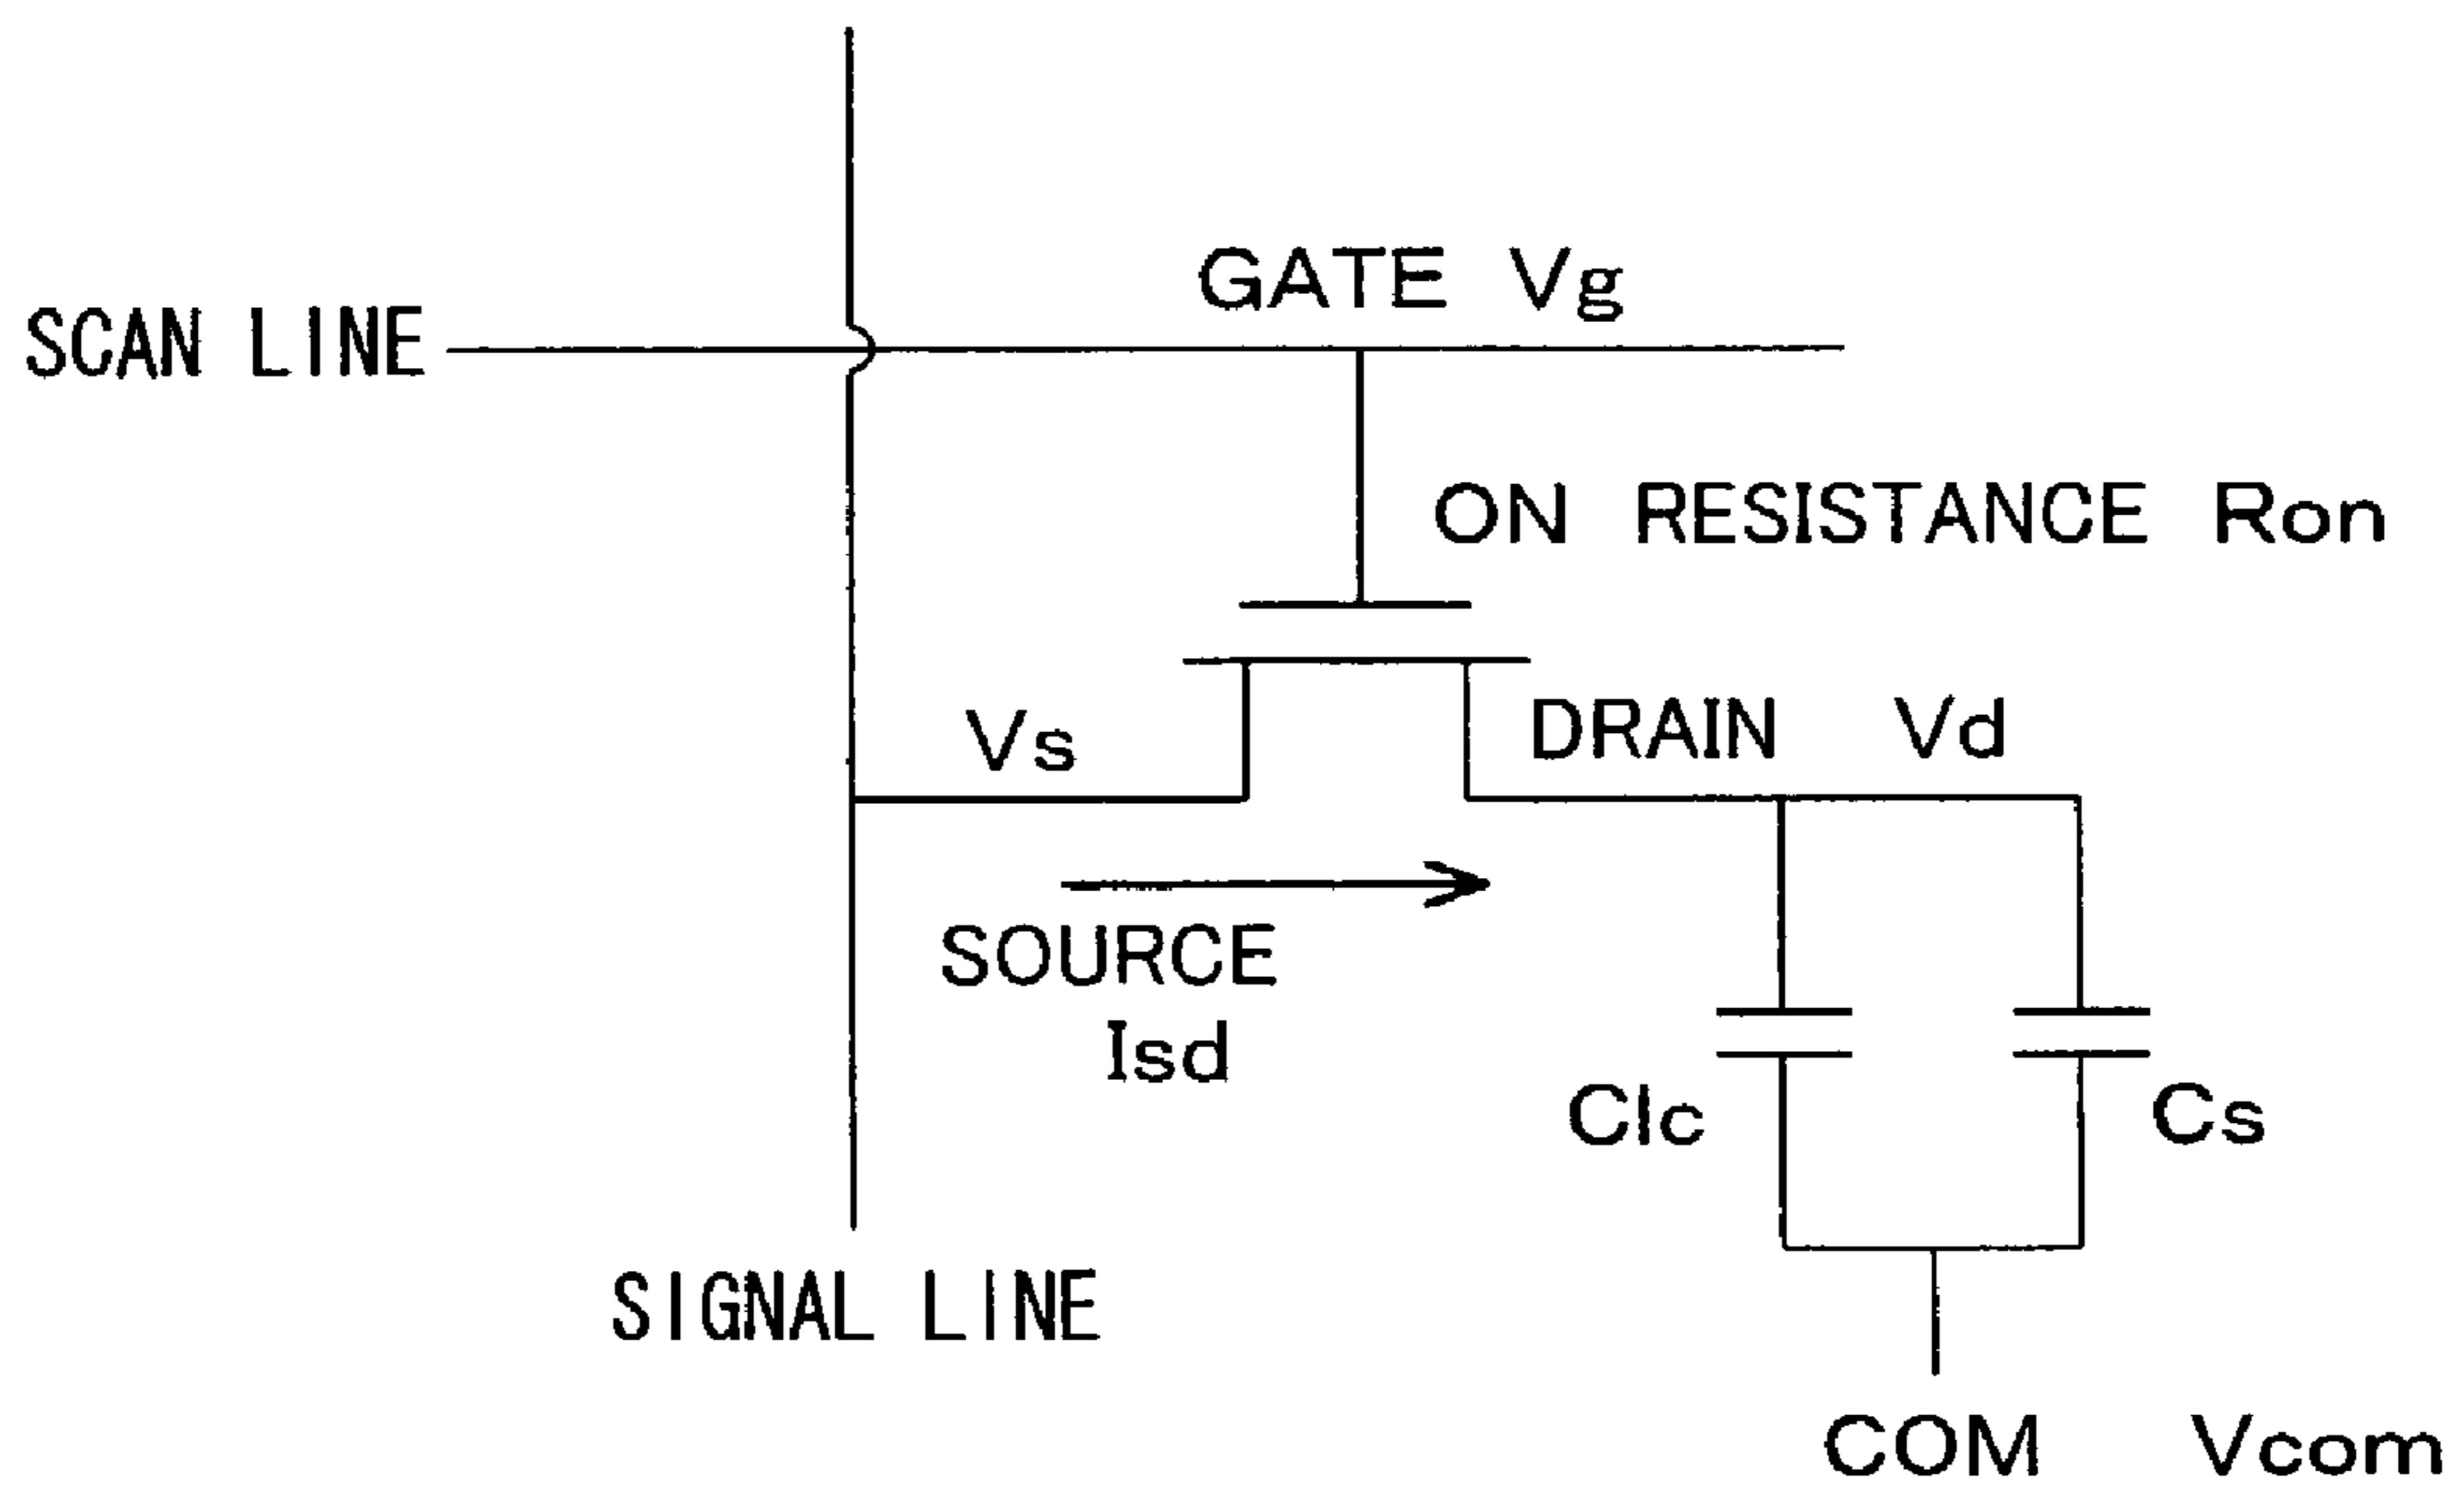 GATE Vg
SCAN LINE
ON RESISTANCE Ron
Vs
DRAIN Vd
SOURCE
Isd
Clc
Cs
SIGNAL LINE
COM Vcom